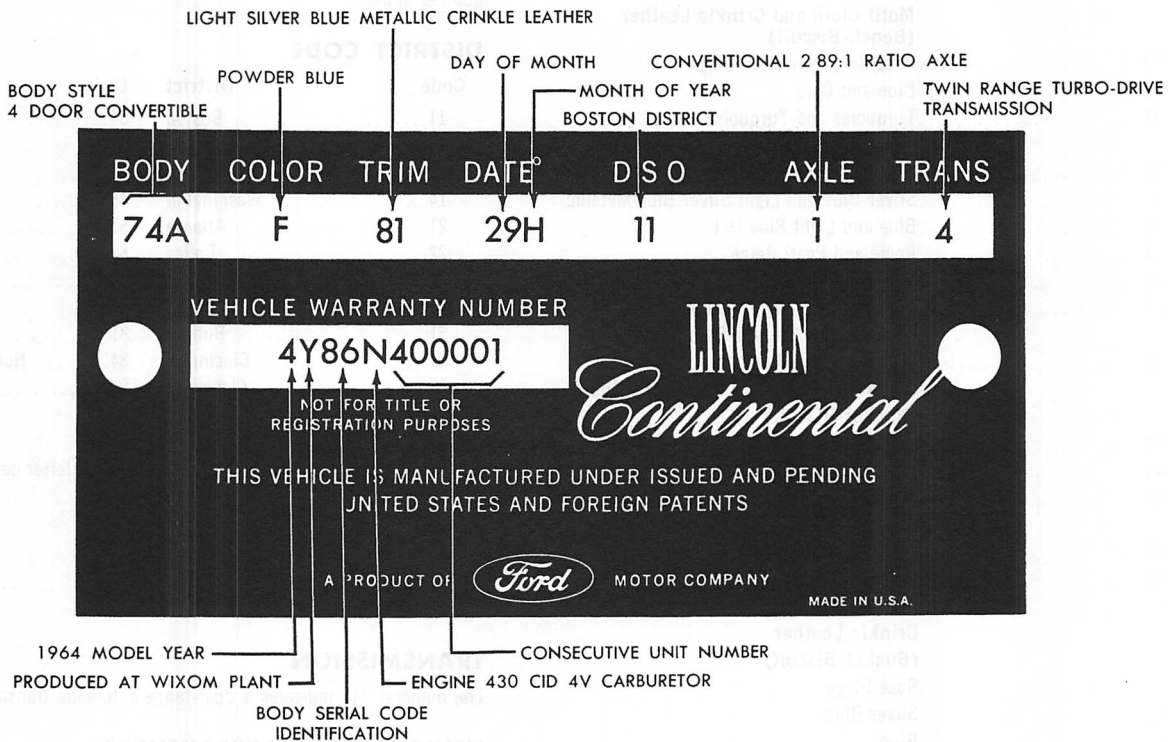 LIGHT SILVER BLUE METALLIC CRINKLE LEATHER
POWDER BLUE
DAY OF MONTH
CONVENTIONAL 2 89:1 RATIO AXLE
BODY STYLE
4 DOOR CONVERTIBLE
MONTH OF YEAR
BOSTON DISTRICT
TWIN RANGE TURBO-DRIVE
TRANSMISSION
BODY COLOR TRIM DATE DSO AXLE TRANS
74A F 81 29H 11 1 4
VEHICLE WARRANTY NUMBER
4Y86N400001
NOT FOR TITLE OR
REGISTRATION PURPOSES
LINCOLN
Continental
THIS VEHICLE IS MANUFACTURED UNDER ISSUED AND PENDING
UNITED STATES AND FOREIGN PATENTS
A PRODUCT OF Ford MOTOR COMPANY
MADE IN U.S.A.
1964 MODEL YEAR
CONSECUTIVE UNIT NUMBER
PRODUCED AT WIXOM PLANT
ENGINE 430 CID 4V CARBURETOR
BODY SERIAL CODE
IDENTIFICATION